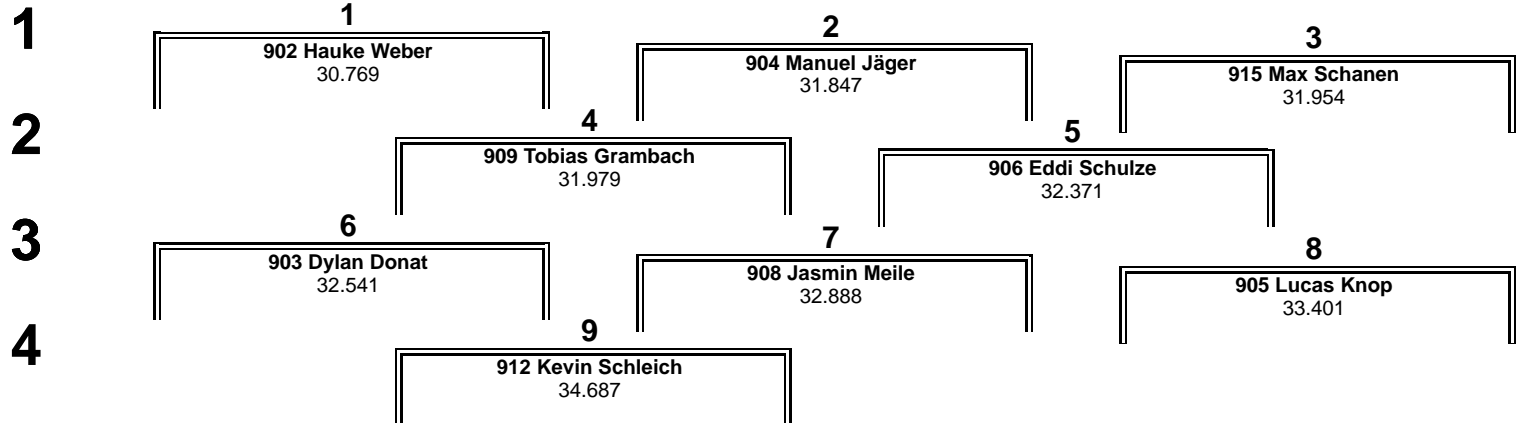 1
1
902 Hauke Weber
30.769
2
904 Manuel Jäger
31.847
3
915 Max Schanen
31.954
2
4
909 Tobias Grambach
31.979
5
906 Eddi Schulze
32.371
3
6
903 Dylan Donat
32.541
7
908 Jasmin Meile
32.888
8
905 Lucas Knop
33.401
4
9
912 Kevin Schleich
34.687